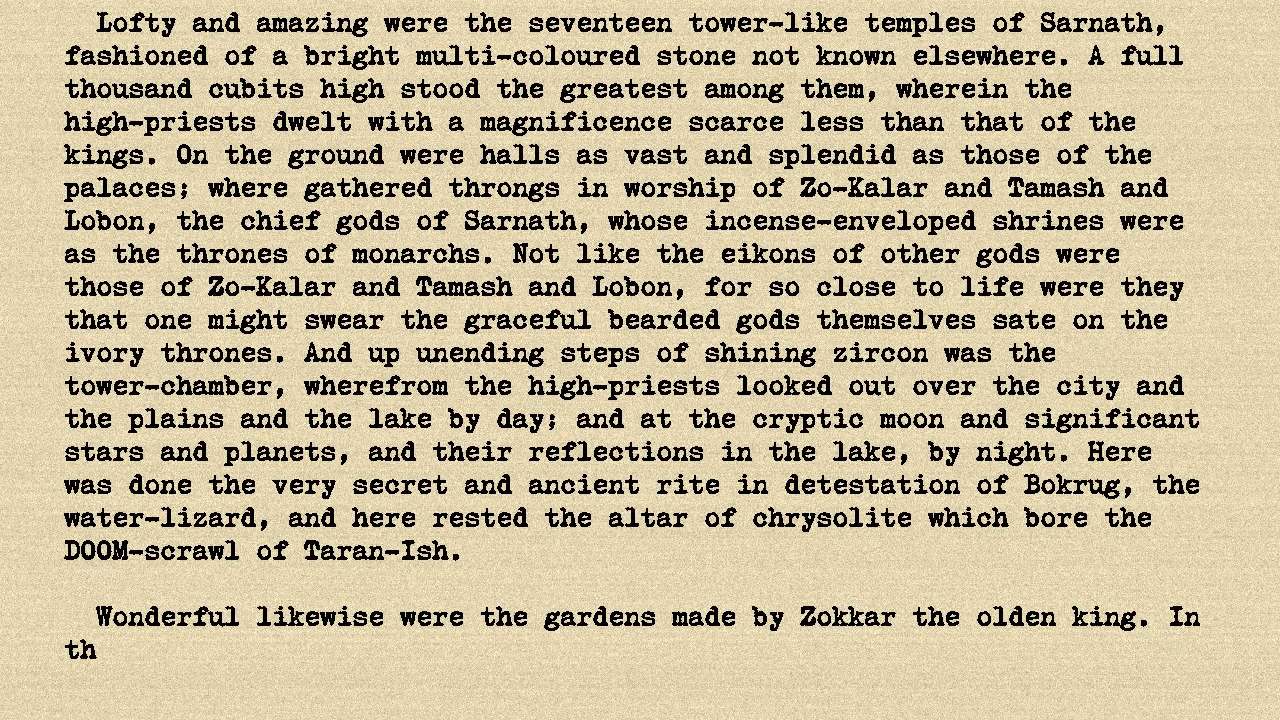 Lofty and amazing were the seventeen tower-like temples of Sarnath,
fashioned of a bright multi-coloured stone not known elsewhere. A full
thousand cubits high stood the greatest among them, wherein the
high-priests dwelt with a magnificence scarce less than that of the
kings. On the ground were halls as vast and splendid as those of the
palaces; where gathered throngs in worship of Zo-Kalar and Tamash and
Lobon, the chief gods of Sarnath, whose incense-enveloped shrines were
as the thrones of monarchs. Not like the eikons of other gods were
those of Zo-Kalar and Tamash and Lobon, for so close to life were they
that one might swear the graceful bearded gods themselves sate on the
ivory thrones. And up unending steps of shining zircon was the
tower-chamber, wherefrom the high-priests looked out over the city and
the plains and the lake by day; and at the cryptic moon and significant
stars and planets, and their reflections in the lake, by night. Here
was done the very secret and ancient rite in detestation of Bokrug, the
water-lizard, and here rested the altar of chrysolite which bore the
DOOM-scrawl of Taran-Ish.
Wonderful likewise were the gardens made by Zokkar the olden king. In
th